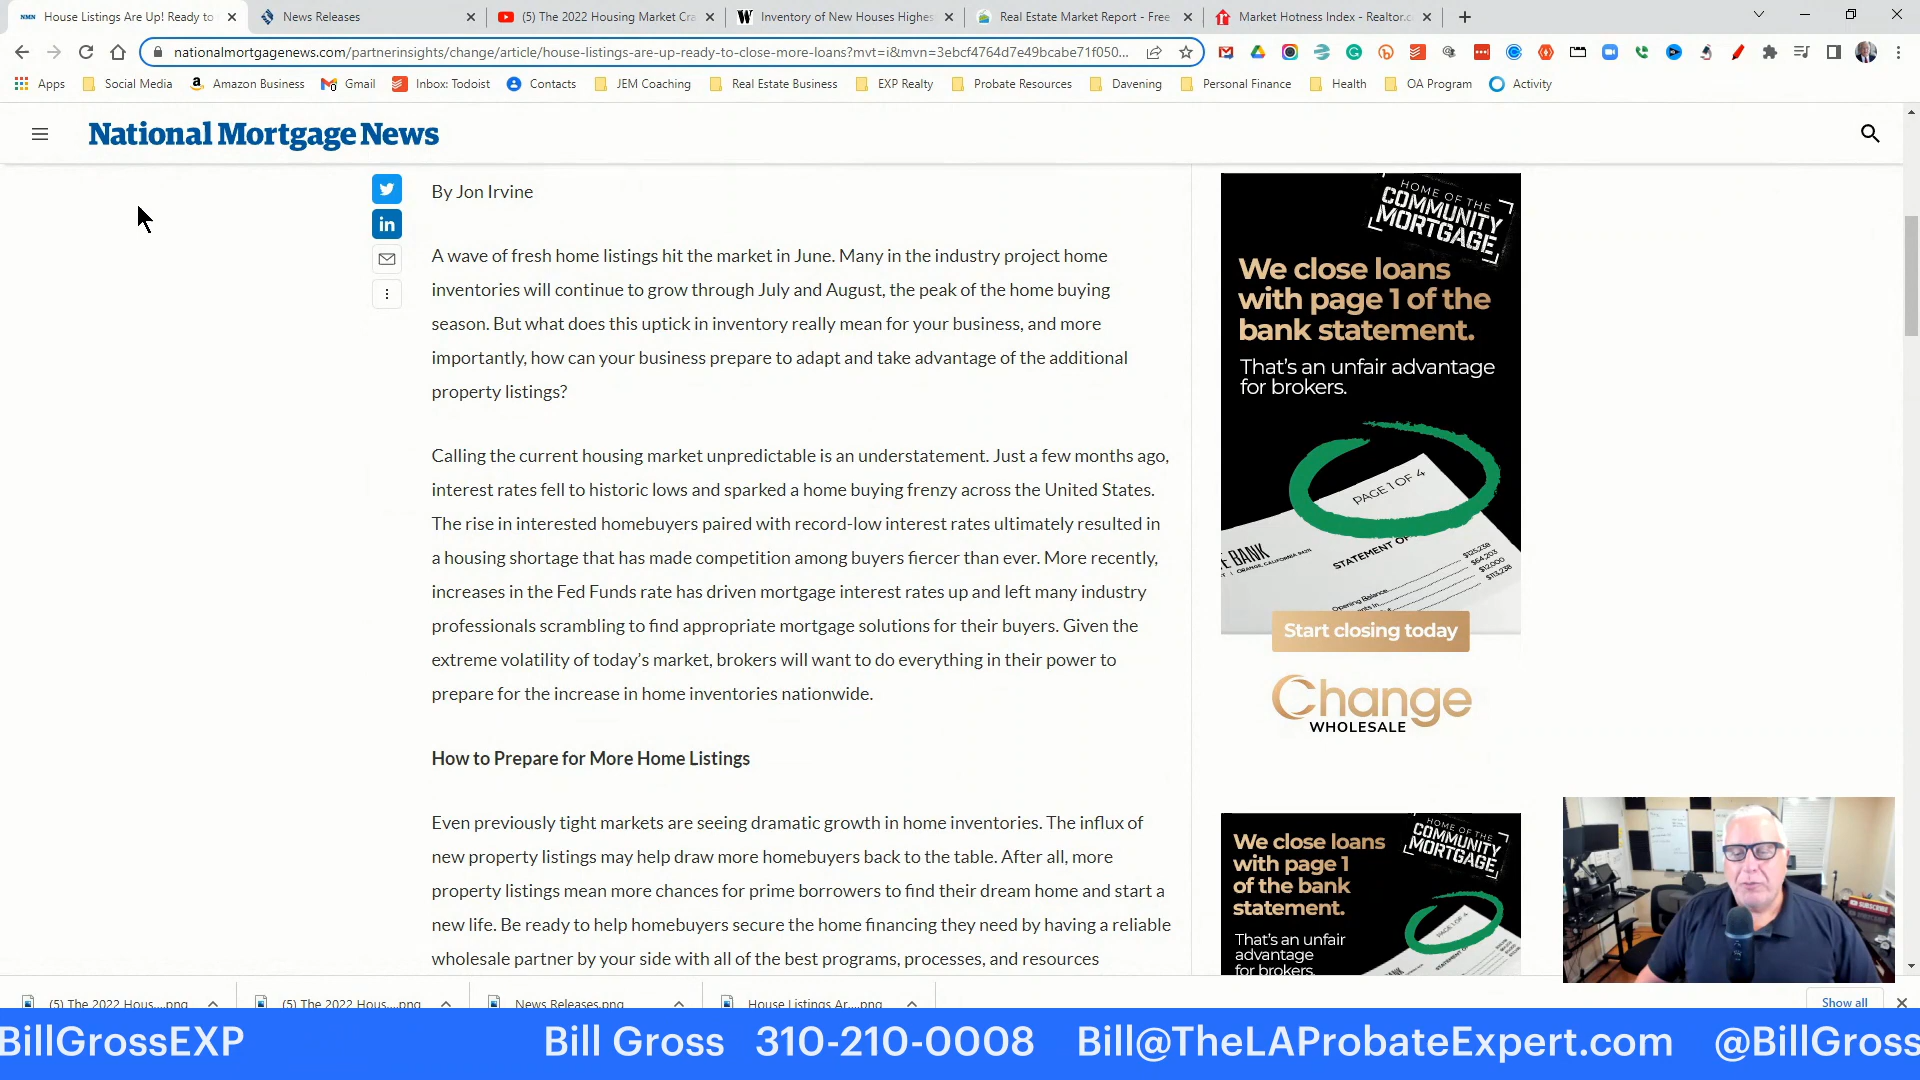 House Listings Are Up! Ready to
News Releases
(5) The 2022 Housing Market Cra
Inventory of New Houses Highes
Real Estate Market Report - Free
Market Hotness Index - Realtor.c
nationalmortgagenews.com/partnerinsights/change/article/house-listings-are-up-ready-to-close-more-loans?mvt=i&mvn=3ebcf4764d7e49bcabe71f050...
Apps
Social Media
Amazon Business
Gmail
Inbox: Todoist
Contacts
JEM Coaching
Real Estate Business
EXP Realty
Probate Resources
Davening
Personal Finance
Health
OA Program
Activity
National Mortgage News
By Jon Irvine
A wave of fresh home listings hit the market in June. Many in the industry project home
inventories will continue to grow through July and August, the peak of the home buying
season. But what does this uptick in inventory really mean for your business, and more
importantly, how can your business prepare to adapt and take advantage of the additional
property listings?
Calling the current housing market unpredictable is an understatement. Just a few months ago,
interest rates fell to historic lows and sparked a home buying frenzy across the United States.
The rise in interested homebuyers paired with record-low interest rates ultimately resulted in
a housing shortage that has made competition among buyers fiercer than ever. More recently,
increases in the Fed Funds rate has driven mortgage interest rates up and left many industry
professionals scrambling to find appropriate mortgage solutions for their buyers. Given the
extreme volatility of today's market, brokers will want to do everything in their power to
prepare for the increase in home inventories nationwide.
How to Prepare for More Home Listings
Even previously tight markets are seeing dramatic growth in home inventories. The influx of
new property listings may help draw more homebuyers back to the table. After all, more
property listings mean more chances for prime borrowers to find their dream home and start a
new life. Be ready to help homebuyers secure the home financing they need by having a reliable
wholesale partner by your side with all of the best programs, processes, and resources
HOME OF THE
COMMUNITY
MORTGAGE
We close loans
with page 1 of the
bank statement.
That's an unfair advantage
for brokers.
PAGE 1 OF 4
BANK
STATEMENT OF
$125,238
$64,203
$12,000
$113,238
Opening Balance
Start closing today
Change
WHOLESALE
We close loans
with page 1
of the bank
statement.
HOME OF THE
COMMUNITY
MORTGAGE
That's an unfair
advantage
for brokers.
PAGE 1 OF 4
(5) The 2022 Hous....png
(5) The 2022 Hous....png
News Releases.png
House Listings Ar....png
Show all
BillGrossEXP
Bill Gross 310-210-0008 Bill@TheLAProbateExpert.com
@BillGross